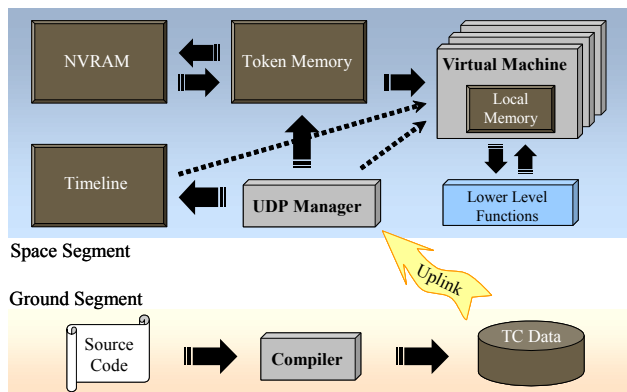 NVRAM
Token Memory
Virtual Machine
Local
Memory
Timeline
UDP Manager
Lower Level
Functions
Space Segment
Uplink
Ground Segment
Source
Code
Compiler
TC Data